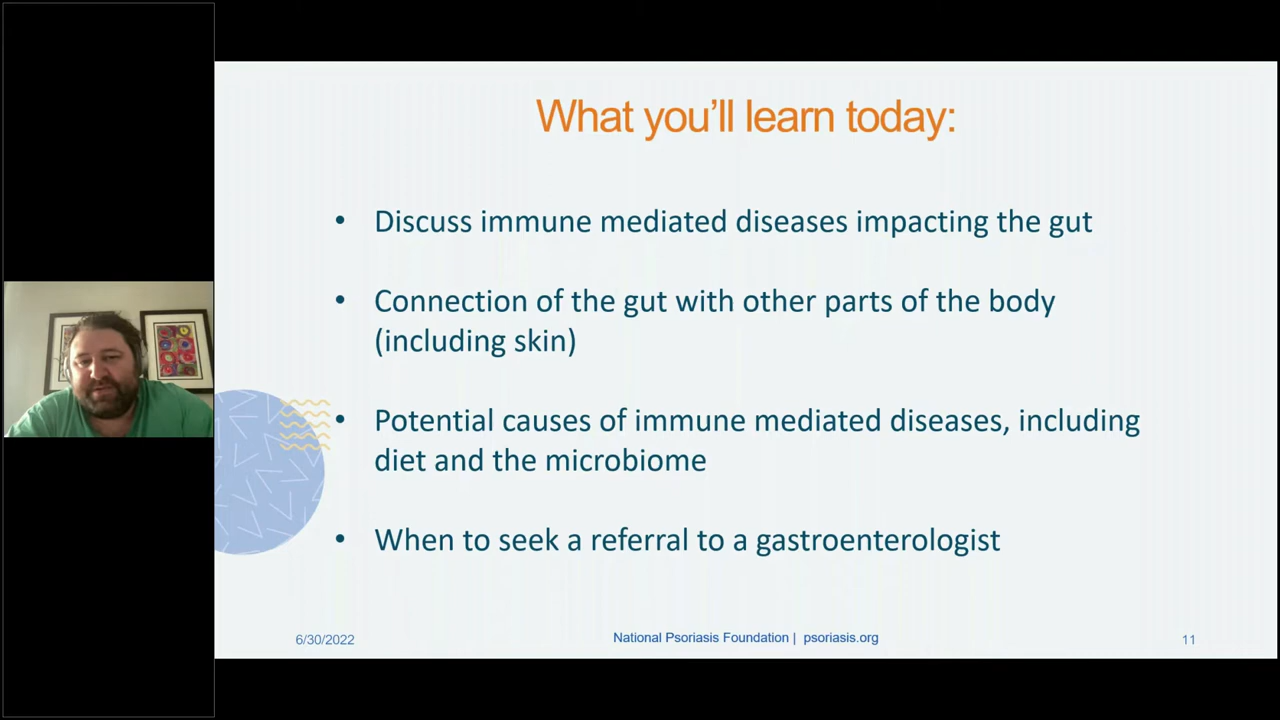 What you'll learn today:
• Discuss immune mediated diseases impacting the gut
• Connection of the gut with other parts of the body
(including skin)
• Potential causes of immune mediated diseases, including
diet and the microbiome
• When to seek a referral to a gastroenterologist
6/30/2022
National Psoriasis Foundation | psoriasis.org
11